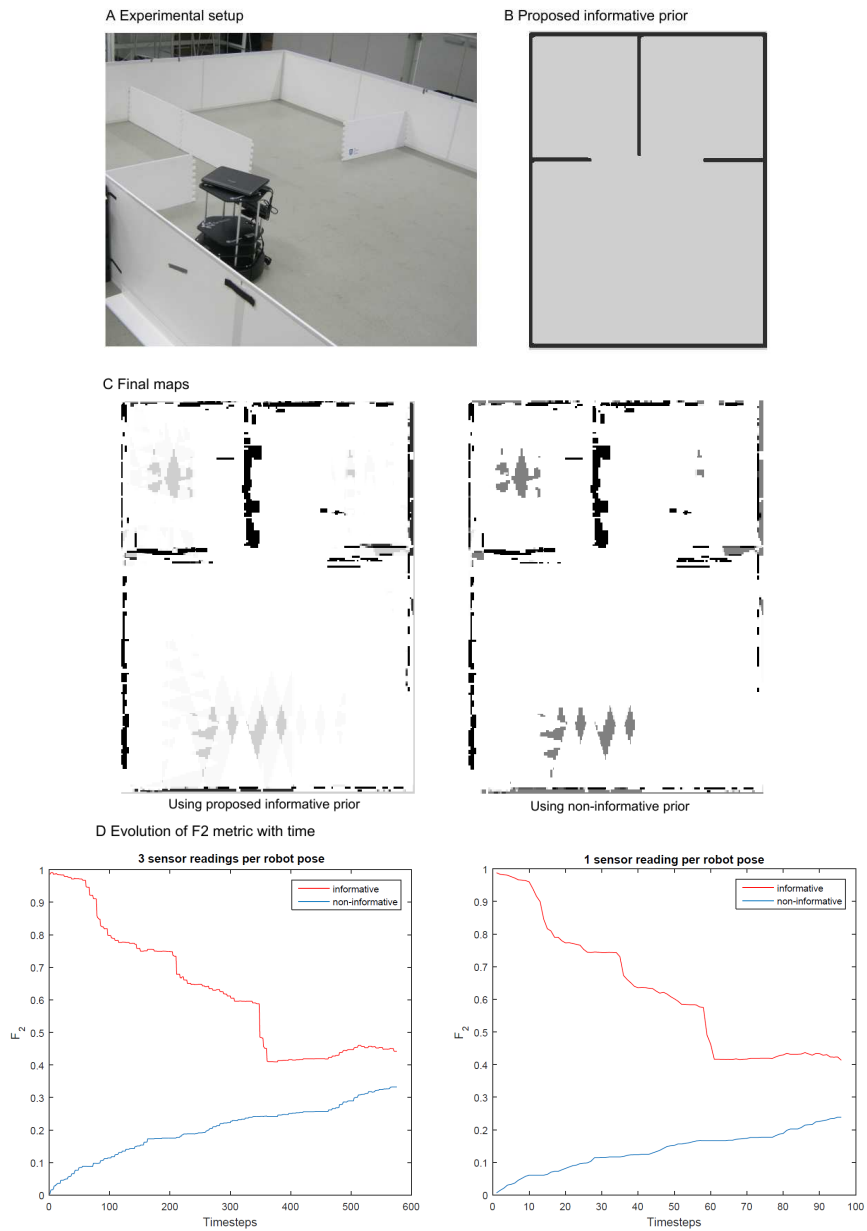 A Experimental setup
B Proposed informative prior
C Final maps
Using proposed informative prior
Using non-informative prior
D Evolution of F2 metric with time
3 sensor readings per robot pose
1
0.9
0.8
0.7
0.6
0.5
0.4
0.3
0.2
0.1
0
F2
informative
non-informative
0
100
200
300
400
500
600
Timesteps
1 sensor reading per robot pose
1
0.9
0.8
0.7
0.6
0.5
0.4
0.3
0.2
0.1
0
F2
informative
non-informative
0
10
20
30
40
50
60
70
80
90
100
Timesteps